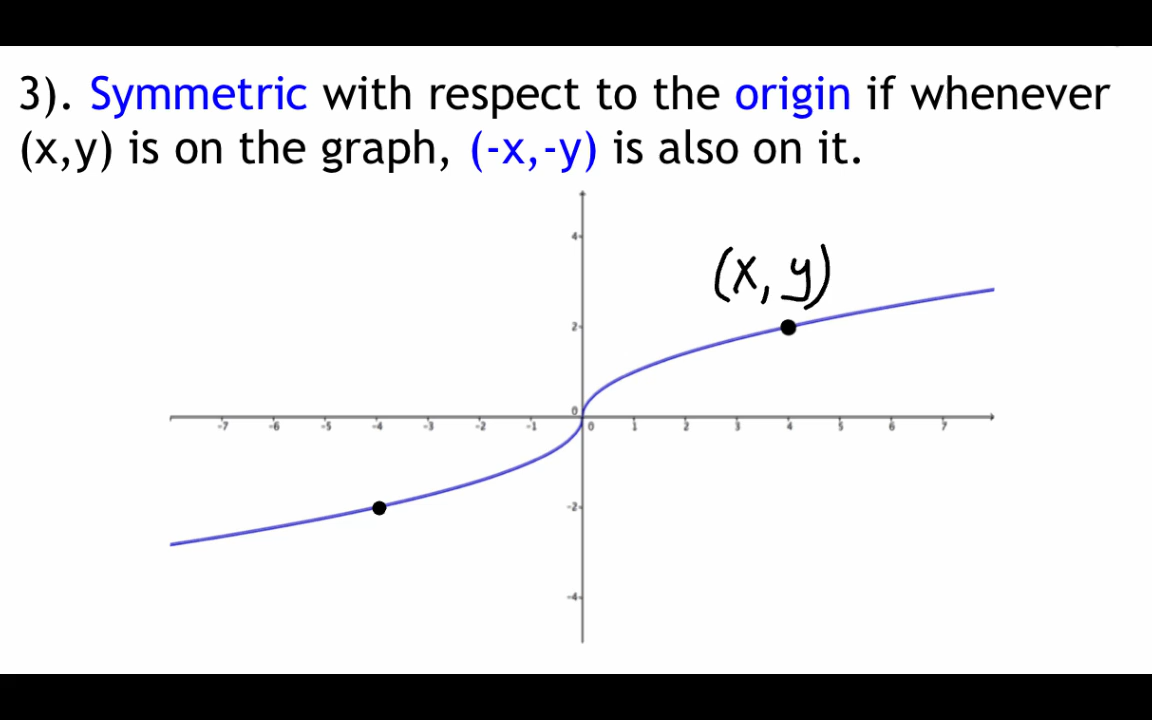 3). Symmetric with respect to the origin if whenever
(x,y) is on the graph, (-x,-y) is also on it.
4
(x, y)
2
0
-7 -6 -5 -4 -3 -2 -1 0 1 2 3 4 5 6 7
-2
-4